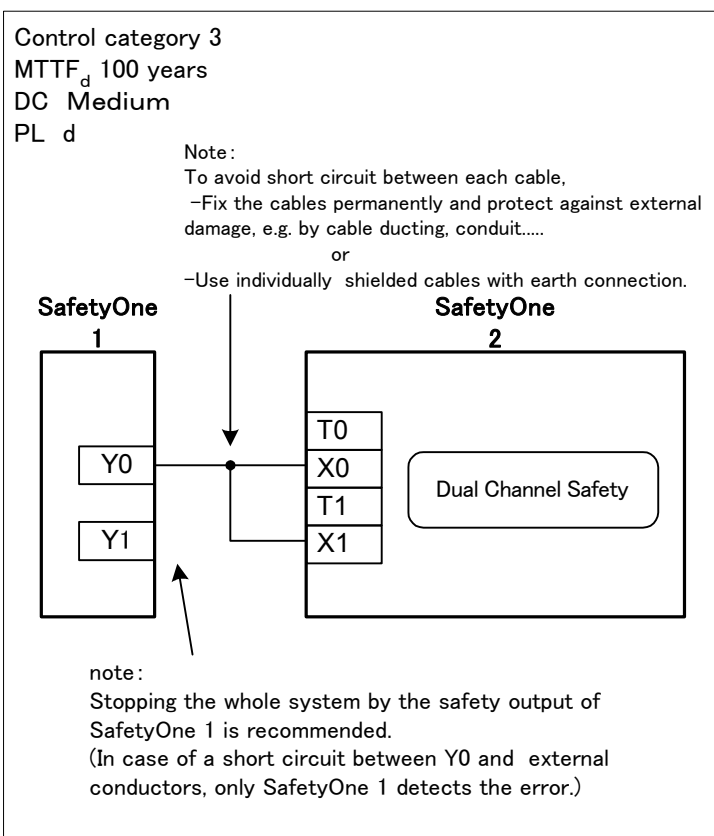 Control category 3
MTTFd 100 years
DC Medium
PL d
Note:
To avoid short circuit between each cable,
-Fix the cables permanently and protect against external
damage, e.g. by cable ducting, conduit.....
or
-Use individually shielded cables with earth connection.
SafetyOne
1
SafetyOne
2
Y0
Y1
T0
X0
T1
X1
Dual Channel Safety
note:
Stopping the whole system by the safety output of
SafetyOne 1 is recommended.
(In case of a short circuit between Y0 and external
conductors, only SafetyOne 1 detects the error.)